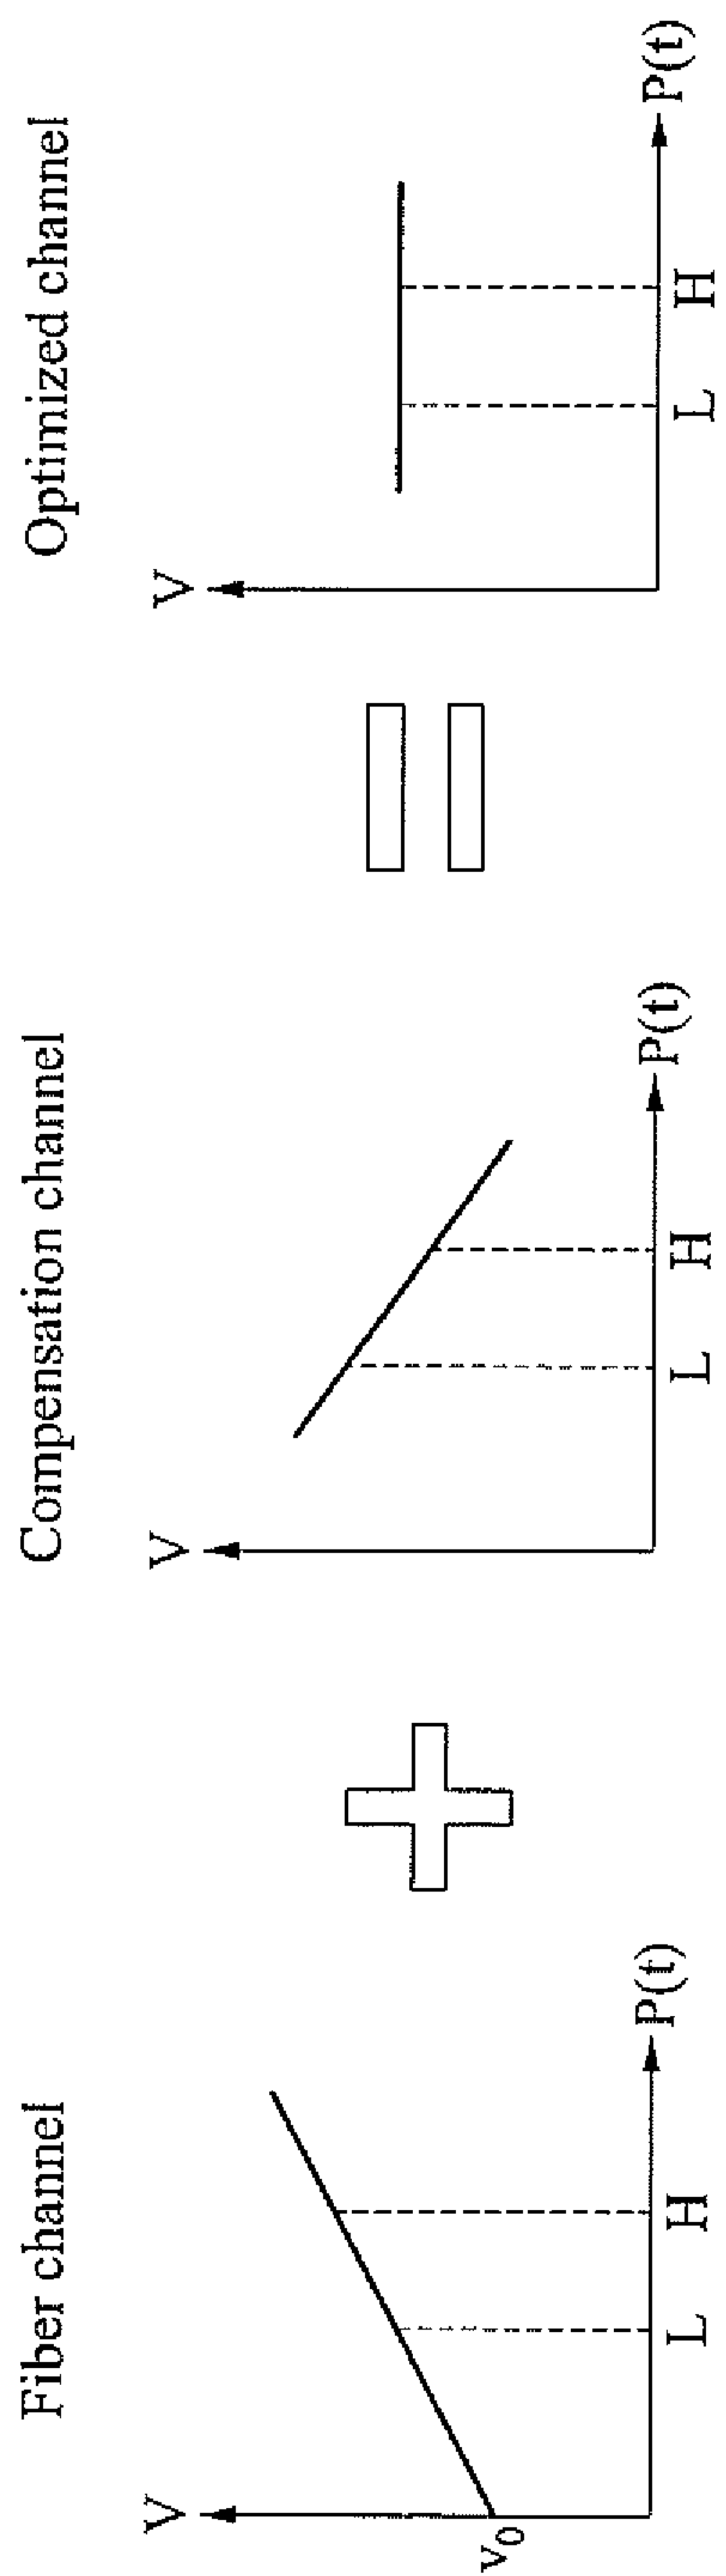 Fiber channel
V
v0
L
H
P(t)
Compensation channel
V
L
H
P(t)
Optimized channel
V
L
H
P(t)